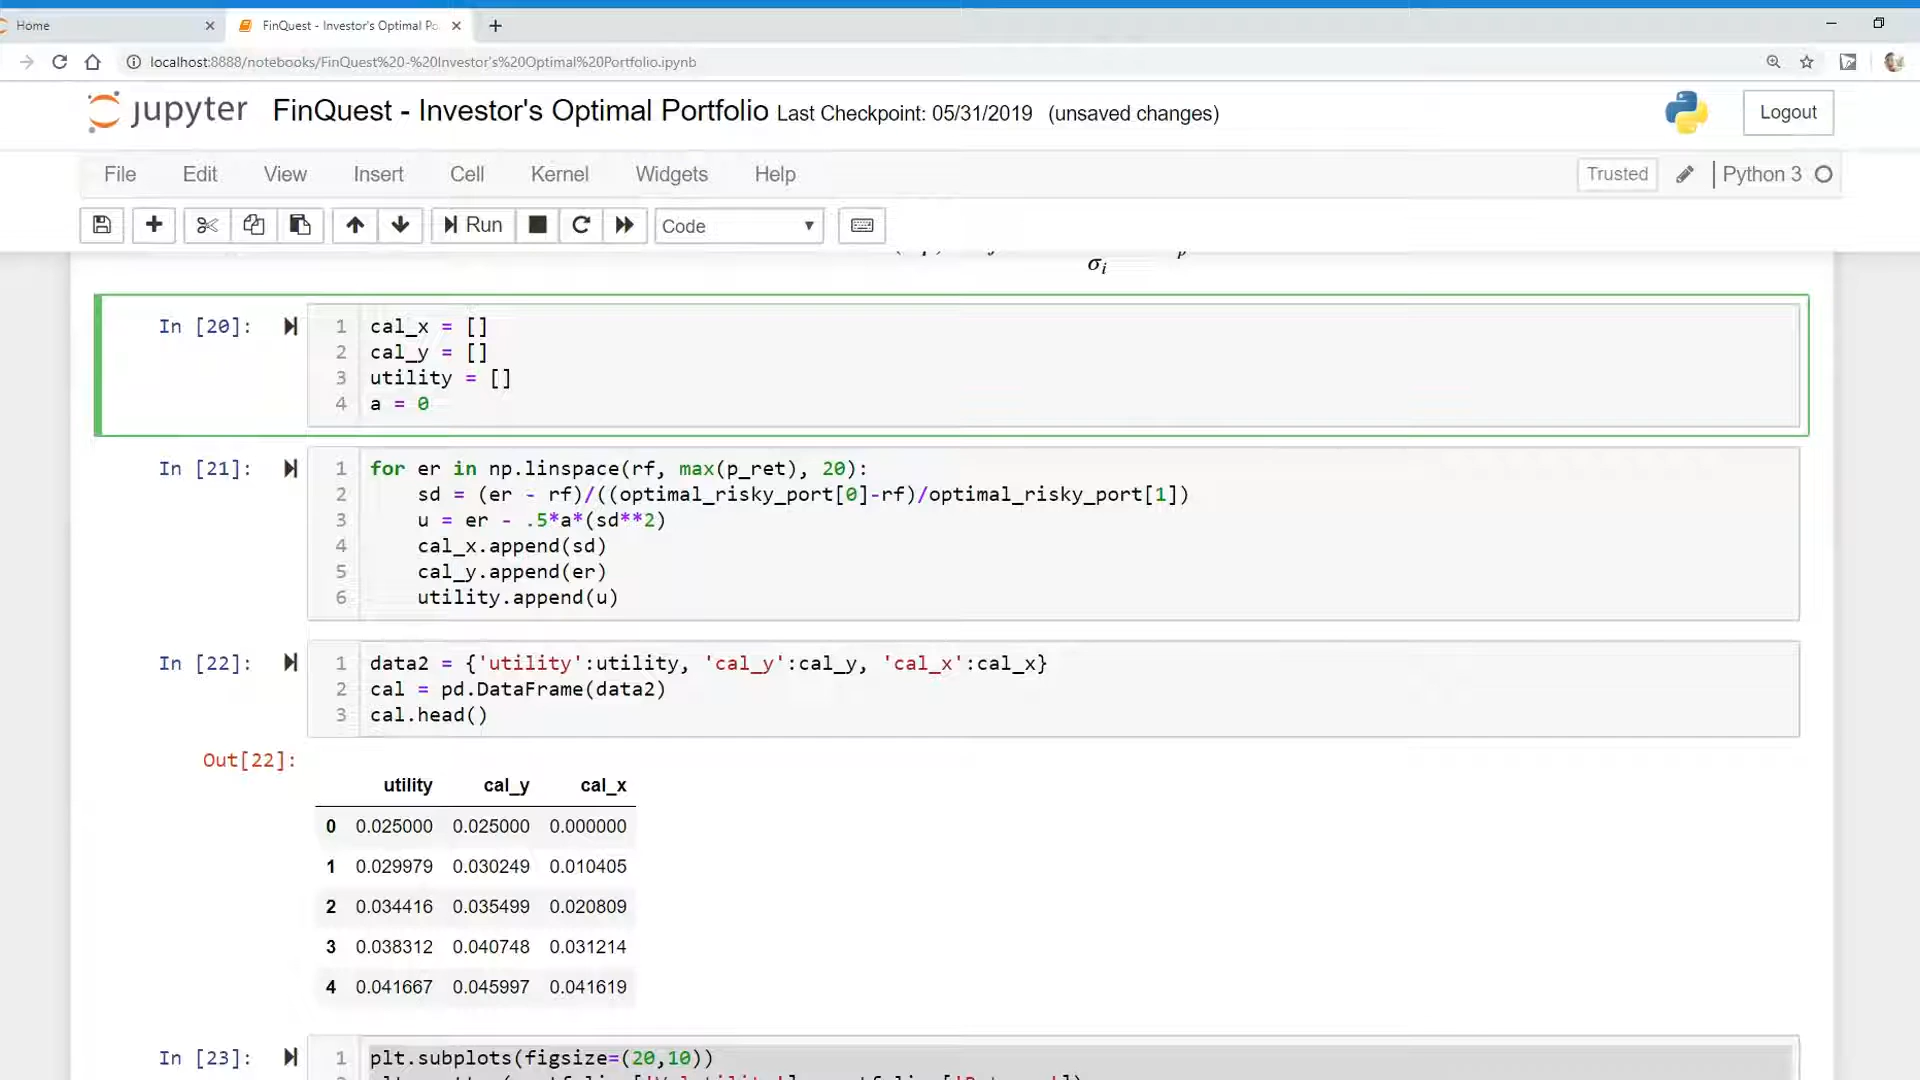 Home
FinQuest - Investor's Optimal Po
localhost:8888/notebooks/FinQuest%20-%20Investor's%20Optimal%20Portfolio.ipynb
jupyter FinQuest - Investor's Optimal Portfolio Last Checkpoint: 05/31/2019 (unsaved changes)
Logout
File Edit View Insert Cell Kernel Widgets Help
Trusted Python 3
Run Code
σi
In [20]:
1 cal_x = []
2 cal_y = []
3 utility = []
4 a = 0
In [21]:
1 for er in np.linspace(rf, max(p_ret), 20):
2 sd = (er - rf)/((optimal_risky_port[0]-rf)/optimal_risky_port[1])
3 u = er - .5*a*(sd**2)
4 cal_x.append(sd)
5 cal_y.append(er)
6 utility.append(u)
In [22]:
1 data2 = {'utility':utility, 'cal_y':cal_y, 'cal_x':cal_x}
2 cal = pd.DataFrame(data2)
3 cal.head()
Out[22]:
utility cal_y cal_x
0 0.025000 0.025000 0.000000
1 0.029979 0.030249 0.010405
2 0.034416 0.035499 0.020809
3 0.038312 0.040748 0.031214
4 0.041667 0.045997 0.041619
In [23]:
1 plt.subplots(figsize=(20,10))